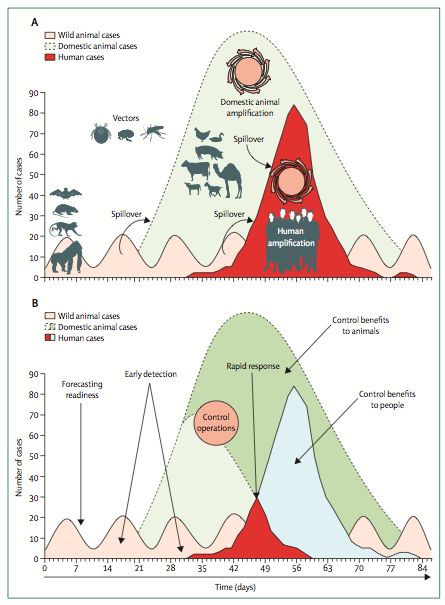 A
Wild animal cases
Domestic animal cases
Human cases
Domestic animal
amplification
Vectors
Spillover
Spillover
Spillover
Human
amplification
Number of cases
90
80
70
60
50
40
30
20
10
0
B
Wild animal cases
Domestic animal cases
Human cases
Control benefits
to animals
Rapid response
Early detection
Forecasting
readiness
Control benefits
to people
Control
operations
Number of cases
90
80
70
60
50
40
30
20
10
0
0 7 14 21 28 35 42 49 56 63 70 77 84
Time (days)